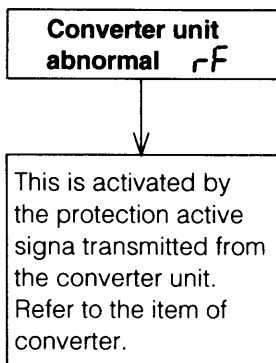 Converter unit
abnormal rF
This is activated by
the protection active
signa transmitted from
the converter unit.
Refer to the item of
converter.